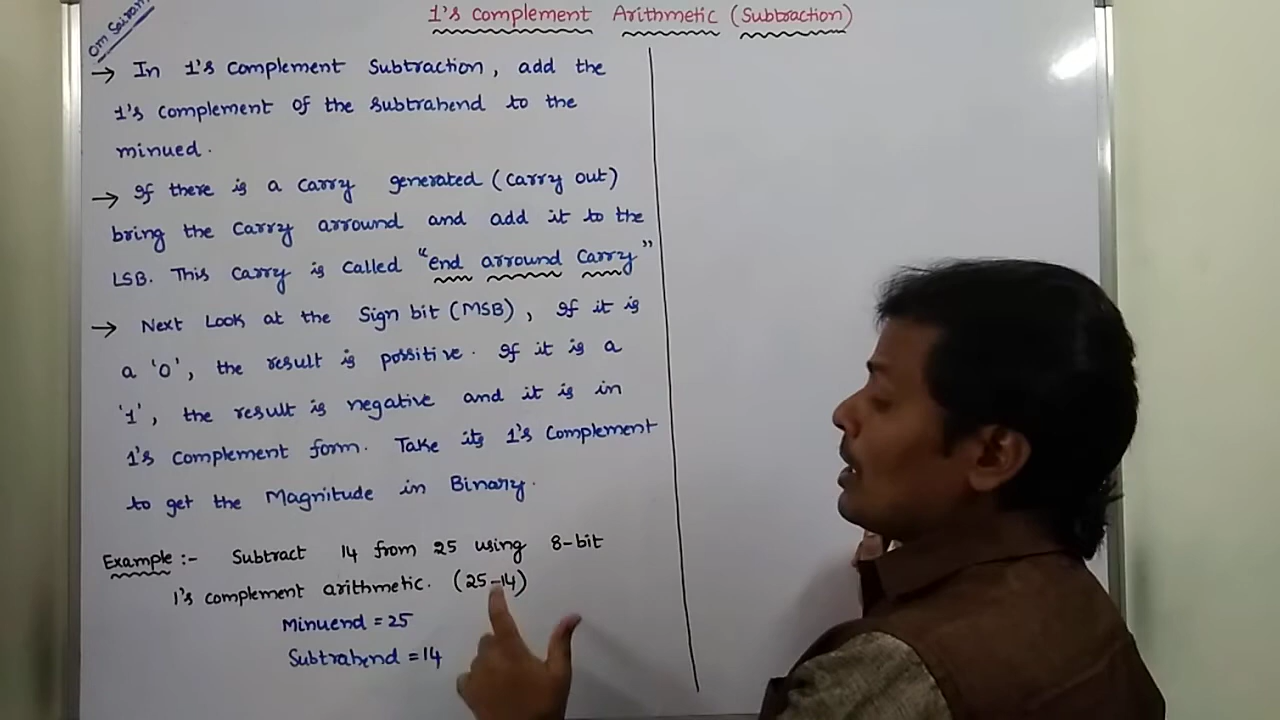 1's Complement Arithmetic (Subtraction)
Om Sairam
→ In 1's Complement Subtraction, add the
1's complement of the subtrahend to the
minued.
→ If there is a carry generated (carry out)
bring the carry arround and add it to the
LSB. This carry is called "end arround carry"
→ Next Look at the Sign bit (MSB), If it is
a '0', the result is possitive. If it is a
'1', the result is negative and it is in
1's complement form. Take its 1's Complement
to get the Magnitude in Binary.
Example :- Subtract 14 from 25 using 8-bit
1's complement arithmetic. (25-14)
Minuend = 25
Subtrahend = 14